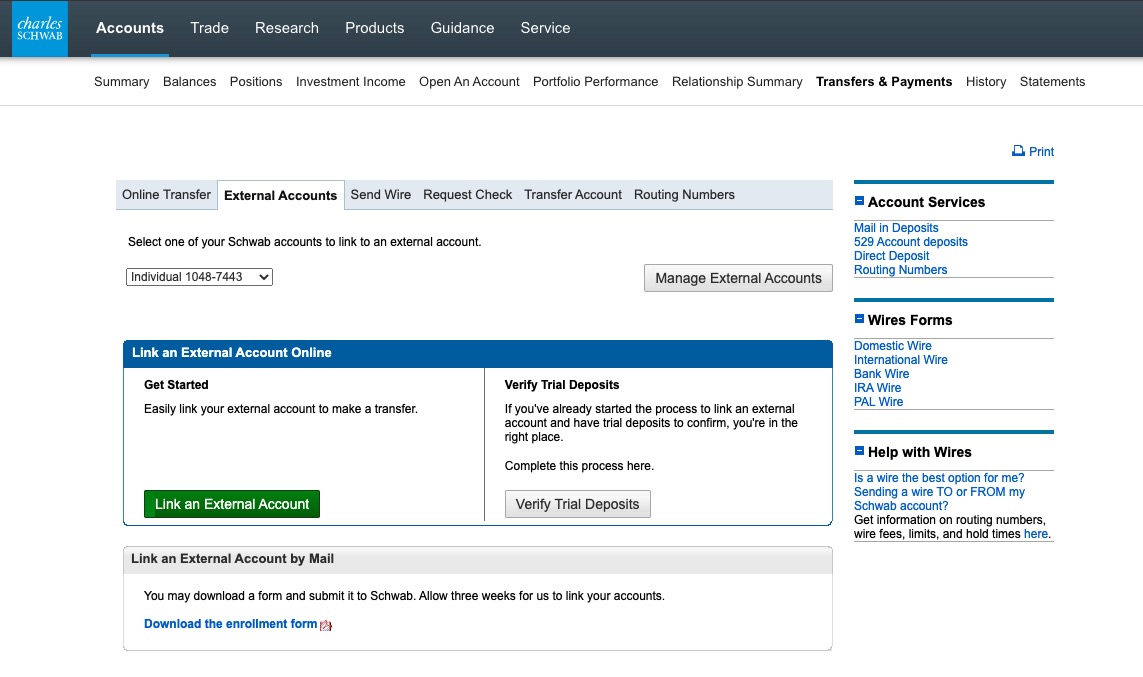 charles
SCHWAB
Accounts Trade Research Products Guidance Service
Summary Balances Positions Investment Income Open An Account Portfolio Performance Relationship Summary Transfers & Payments History Statements
Print
Online Transfer External Accounts Send Wire Request Check Transfer Account Routing Numbers
Select one of your Schwab accounts to link to an external account.
Individual 1048-7443
Manage External Accounts
Link an External Account Online
Get Started
Easily link your external account to make a transfer.
Link an External Account
Verify Trial Deposits
If you've already started the process to link an external
account and have trial deposits to confirm, you're in the
right place.
Complete this process here.
Verify Trial Deposits
Link an External Account by Mail
You may download a form and submit it to Schwab. Allow three weeks for us to link your accounts.
Download the enrollment form
Account Services
Mail in Deposits
529 Account deposits
Direct Deposit
Routing Numbers
Wires Forms
Domestic Wire
International Wire
Bank Wire
IRA Wire
PAL Wire
Help with Wires
Is a wire the best option for me?
Sending a wire TO or FROM my
Schwab account?
Get information on routing numbers,
wire fees, limits, and hold times here.